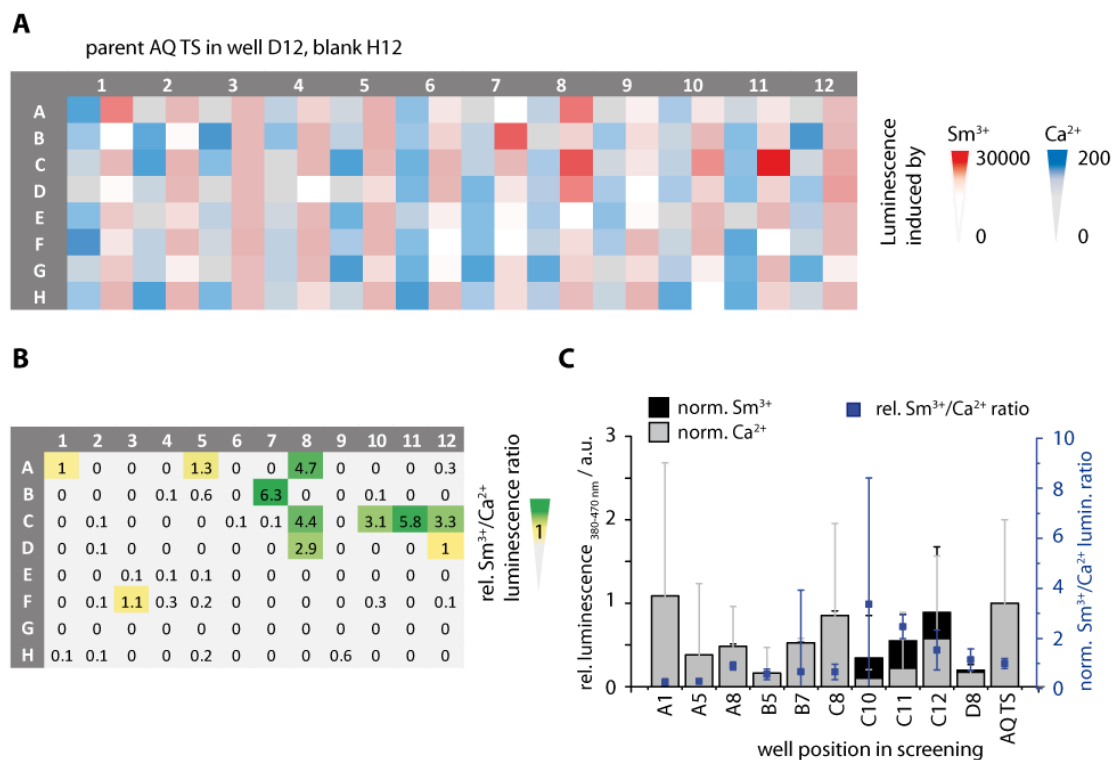 A
parent AQ TS in well D12, blank H12
1 2 3 4 5 6 7 8 9 10 11 12
A
B
C
D
E
F
G
H
Luminescence
induced by
Sm³⁺ Ca²⁺
30000 200
0 0
B
1 2 3 4 5 6 7 8 9 10 11 12
A 1 0 0 0 1.3 0 0 4.7 0 0 0 0.3
B 0 0 0 0.1 0.6 0 6.3 0 0 0.1 0 0
C 0 0.1 0 0 0 0.1 0.1 4.4 0 3.1 5.8 3.3
D 0 0.1 0 0 0 0 0 2.9 0 0 0 1
E 0 0 0.1 0.1 0.1 0 0 0 0 0 0 0
F 0 0.1 1.1 0.3 0.2 0 0 0 0 0.3 0 0.1
G 0 0 0 0 0 0 0 0 0 0 0 0
H 0.1 0.1 0 0 0.2 0 0 0 0.6 0 0 0
rel. Sm³⁺/Ca²⁺
luminescence ratio
1
C
norm. Sm³⁺
norm. Ca²⁺
rel. Sm³⁺/Ca²⁺ ratio
rel. luminescence 380-470 nm / a.u.
3
2
1
0
10
8
6
4
2
0
norm. Sm³⁺/Ca²⁺ lumin. ratio
A1 A5 A8 B5 B7 C8 C10 C11 C12 D8 AQ TS
well position in screening